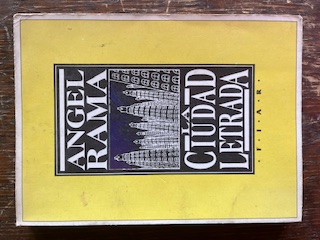 ANGEL
RAMA
LA
CIUDAD
LETRADA
·F·I·A·R·